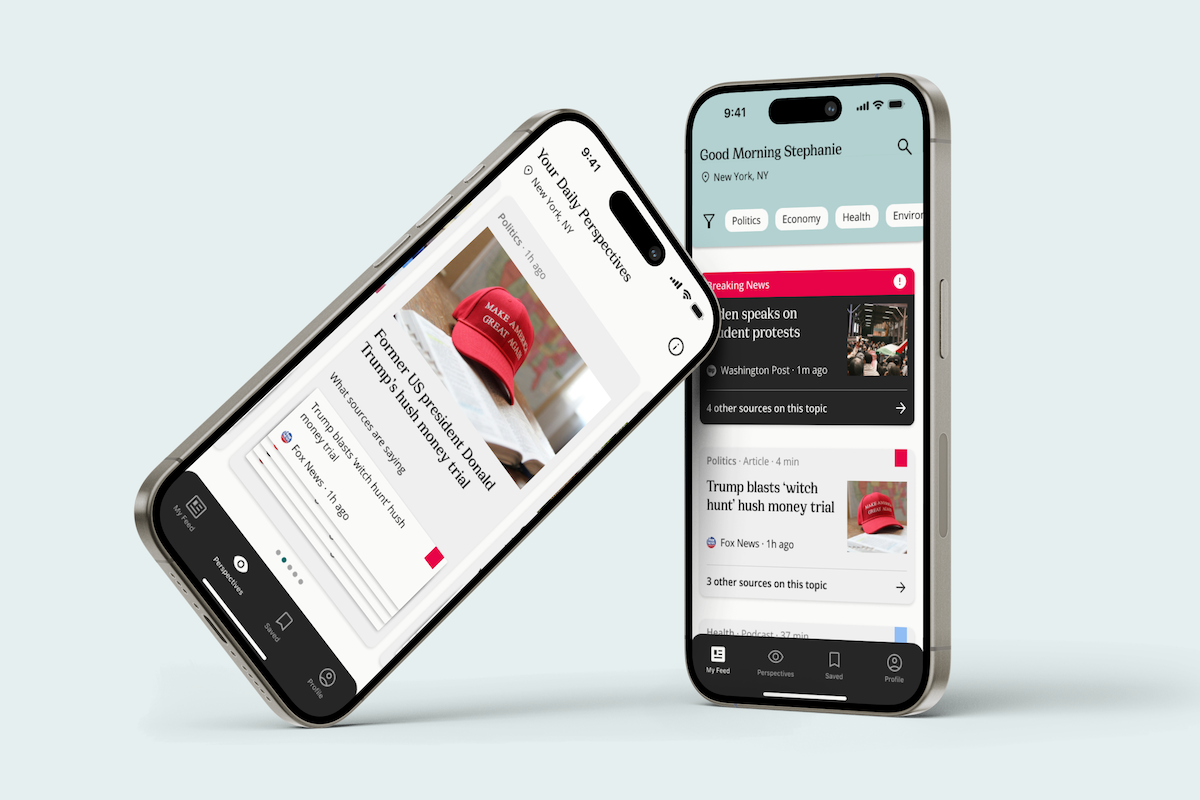 9:41
Your Daily Perspectives
New York, NY
Politics · 1h ago
MAKE AMERICA
GREAT AGAIN
Former US president Donald
Trump's hush money trial
What sources are saying
Trump blasts 'witch hunt' hush
money trial
Fox News · 1h ago
My Feed
Perspectives
Saved
Profile
9:41
Good Morning Stephanie
New York, NY
Politics
Economy
Health
Environ
Breaking News
den speaks on
udent protests
Washington Post · 1m ago
4 other sources on this topic
Politics · Article · 4 min
Trump blasts ‘witch
hunt’ hush money trial
MAKE AMERICA
GREAT AGAIN
Fox News · 1h ago
3 other sources on this topic
Health · Podcast · 37 min
My Feed
Perspectives
Saved
Profile